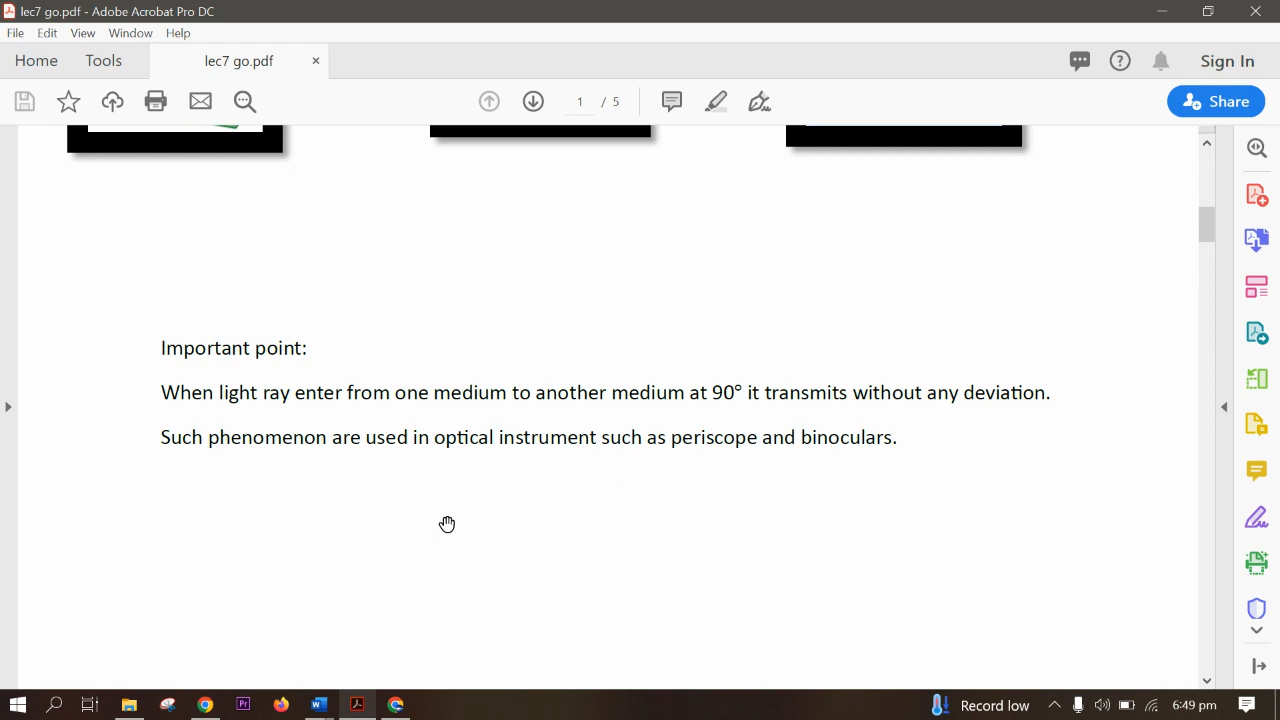 lec7 go.pdf - Adobe Acrobat Pro DC
File Edit View Window Help
Home Tools lec7 go.pdf × Sign In
1 / 5 Share
Important point:
When light ray enter from one medium to another medium at 90° it transmits without any deviation.
Such phenomenon are used in optical instrument such as periscope and binoculars.
Record low 6:49 pm